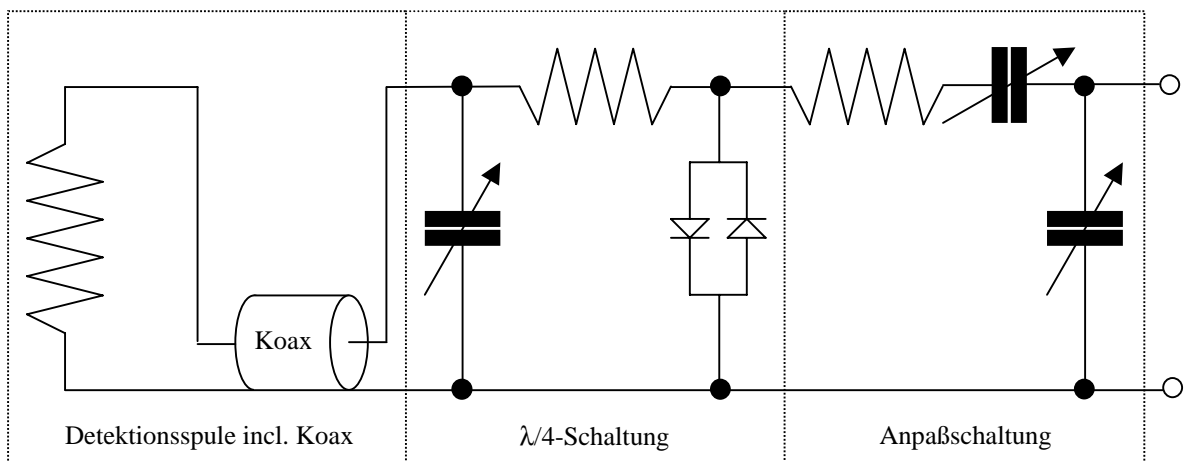 Koax
Detektionsspule incl. Koax
λ/4-Schaltung
Anpaßschaltung